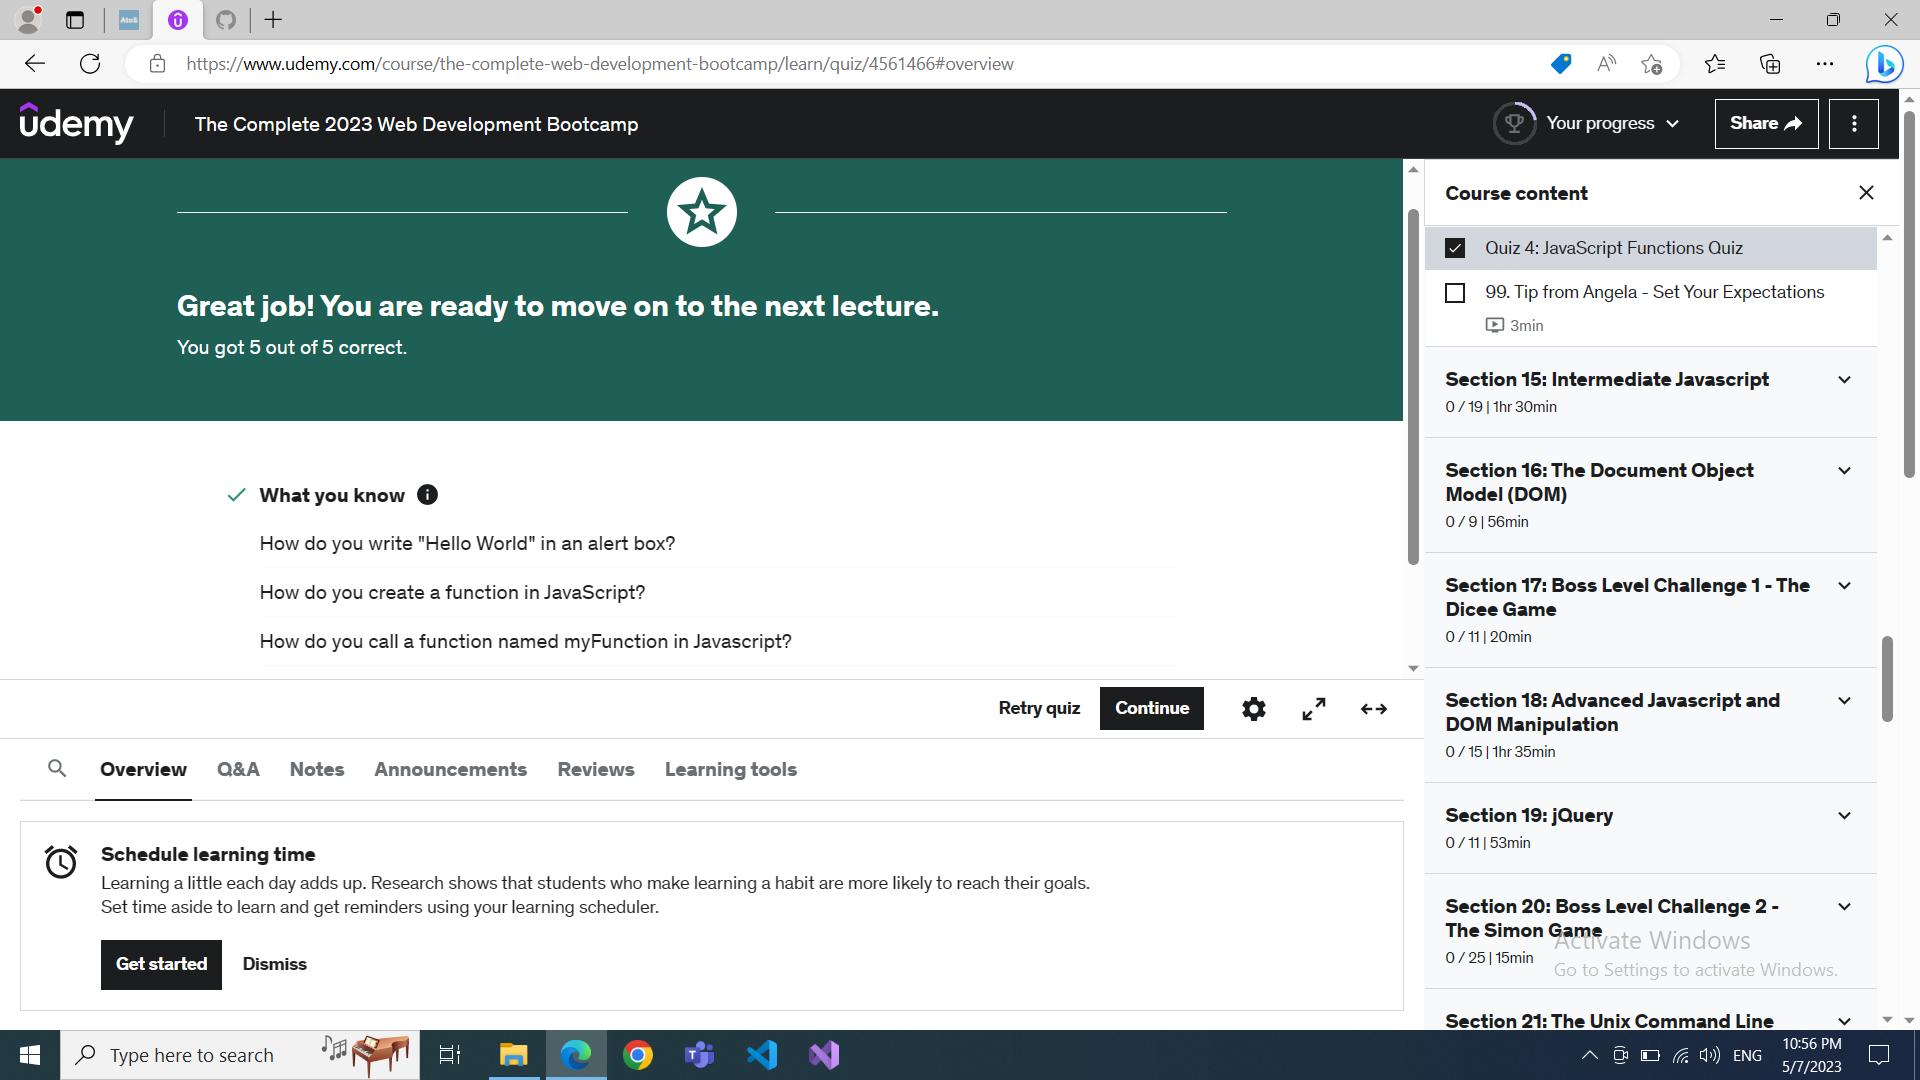 AtoS
https://www.udemy.com/course/the-complete-web-development-bootcamp/learn/quiz/4561466#overview
udemy
The Complete 2023 Web Development Bootcamp
Your progress
Share
Great job! You are ready to move on to the next lecture.
You got 5 out of 5 correct.
What you know
How do you write "Hello World" in an alert box?
How do you create a function in JavaScript?
How do you call a function named myFunction in Javascript?
Retry quiz
Continue
Overview
Q&A
Notes
Announcements
Reviews
Learning tools
Schedule learning time
Learning a little each day adds up. Research shows that students who make learning a habit are more likely to reach their goals.
Set time aside to learn and get reminders using your learning scheduler.
Get started
Dismiss
Course content
Quiz 4: JavaScript Functions Quiz
99. Tip from Angela - Set Your Expectations
3min
Section 15: Intermediate Javascript
0 / 19 | 1hr 30min
Section 16: The Document Object
Model (DOM)
0 / 9 | 56min
Section 17: Boss Level Challenge 1 - The
Dicee Game
0 / 11 | 20min
Section 18: Advanced Javascript and
DOM Manipulation
0 / 15 | 1hr 35min
Section 19: jQuery
0 / 11 | 53min
Section 20: Boss Level Challenge 2 -
The Simon Game
0 / 25 | 15min
Section 21: The Unix Command Line
Activate Windows
Go to Settings to activate Windows.
Type here to search
ENG
10:56 PM
5/7/2023